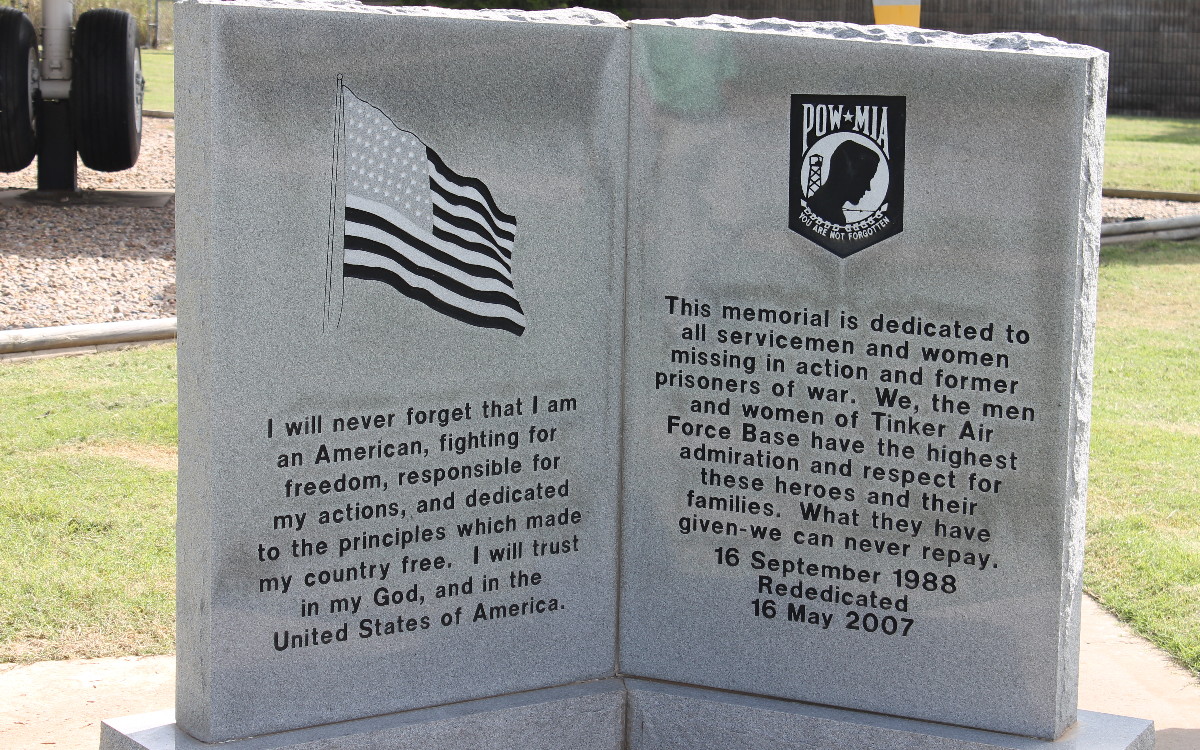 I will never forget that I am
an American, fighting for
freedom, responsible for
my actions, and dedicated
to the principles which made
my country free. I will trust
in my God, and in the
United States of America.
POW★MIA
YOU ARE NOT FORGOTTEN
This memorial is dedicated to
all servicemen and women
missing in action and former
prisoners of war. We, the men
and women of Tinker Air
Force Base have the highest
admiration and respect for
these heroes and their
families. What they have
given-we can never repay.
16 September 1988
Rededicated
16 May 2007